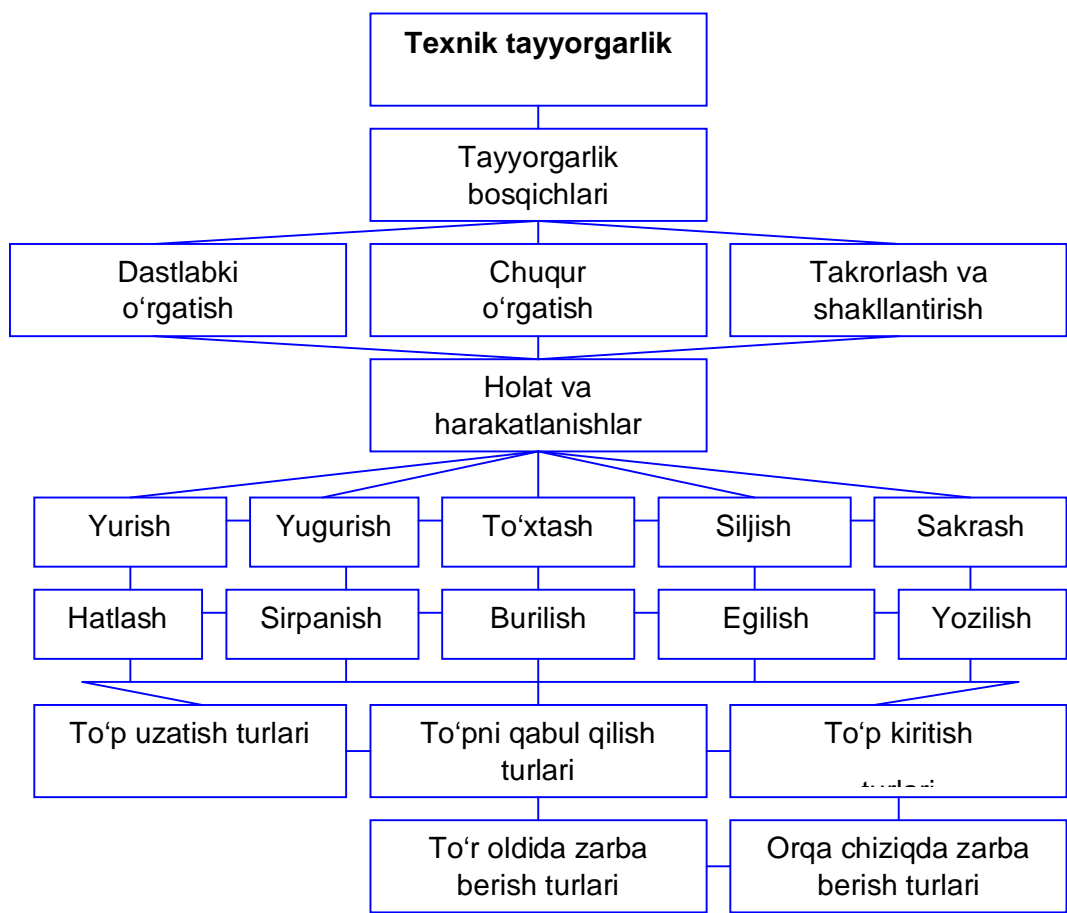 Texnik tayyorgarlik
Tayyorgarlik
bosqichlari
Dastlabki
o‘rgatish
Chuqur
o‘rgatish
Takrorlash va
shakllantirish
Holat va
harakatlanishlar
Yurish
Yugurish
To‘xtash
Siljish
Sakrash
Hatlash
Sirpanish
Burilish
Egilish
Yozilish
To‘p uzatish turlari
To‘pni qabul qilish
turlari
To‘p kiritish
To‘r oldida zarba
berish turlari
Orqa chiziqda zarba
berish turlari